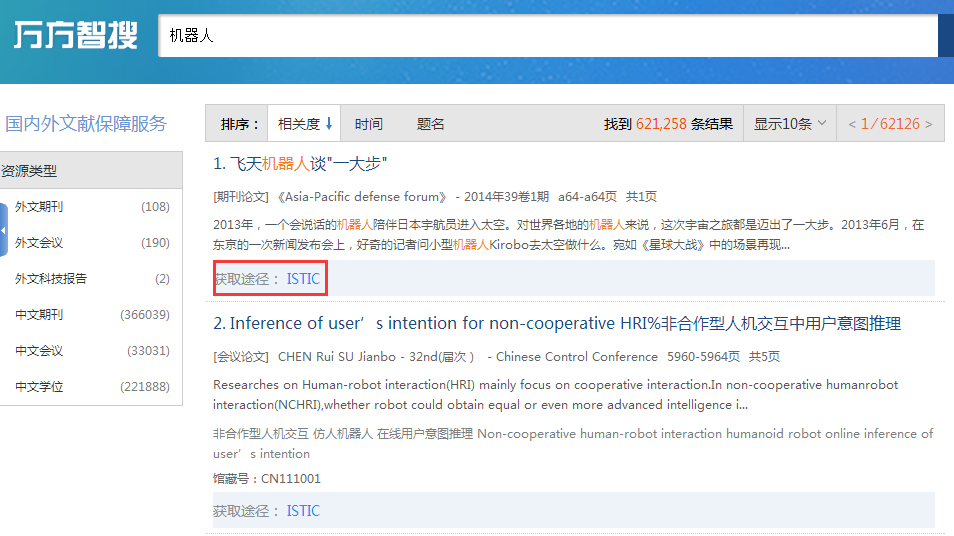 万方智搜
机器人
国内外文献保障服务
资源类型
外文期刊 (108)
外文会议 (190)
外文科技报告 (2)
中文期刊 (366039)
中文会议 (33031)
中文学位 (221888)
排序： 相关度 时间 题名 找到 621,258 条结果 显示10条 < 1/62126 >
1. 飞天机器人谈"一大步"
[期刊论文] 《Asia-Pacific defense forum》 - 2014年39卷1期 a64-a64页 共1页
2013年，一个会说话的机器人陪伴日本宇航员进入太空。对世界各地的机器人来说，这次宇宙之旅都是迈出了一大步。2013年6月，在
东京的一次新闻发布会上，好奇的记者问小型机器人Kirobo去太空做什么。宛如《星球大战》中的场景再现...
获取途径： ISTIC
2. Inference of user’s intention for non-cooperative HRI%非合作型人机交互中用户意图推理
[会议论文] CHEN Rui SU Jianbo - 32nd(届次） - Chinese Control Conference 5960-5964页 共5页
Researches on Human-robot interaction(HRI) mainly focus on cooperative interaction.In non-cooperative humanrobot
interaction(NCHRI),whether robot could obtain equal or even more advanced intelligence i...
非合作型人机交互 仿人机器人 在线用户意图推理 Non-cooperative human-robot interaction humanoid robot online inference of
user’s intention
馆藏号：CN111001
获取途径： ISTIC